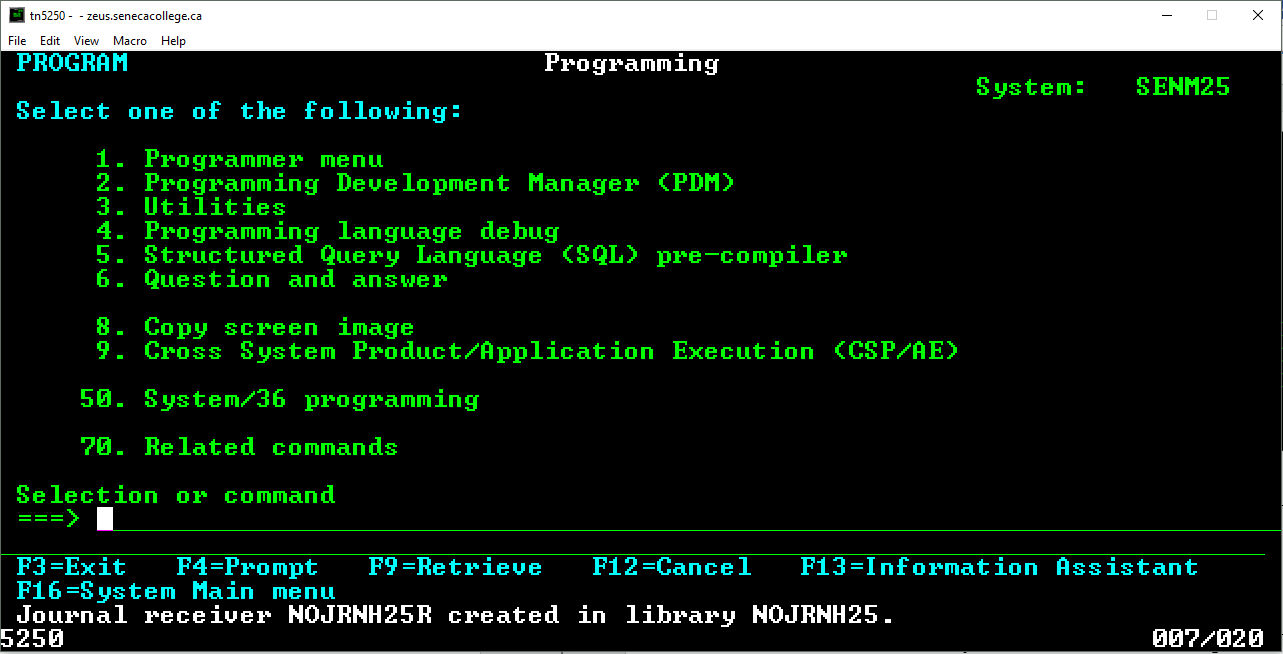 tn5250 - - zeus.senecacollege.ca
File Edit View Macro Help
PROGRAM Programming
System: SENM25
Select one of the following:
1. Programmer menu
2. Programming Development Manager (PDM)
3. Utilities
4. Programming language debug
5. Structured Query Language (SQL) pre-compiler
6. Question and answer
8. Copy screen image
9. Cross System Product/Application Execution (CSP/AE)
50. System/36 programming
70. Related commands
Selection or command
===>
F3=Exit F4=Prompt F9=Retrieve F12=Cancel F13=Information Assistant
F16=System Main menu
Journal receiver NOJRNH25R created in library NOJRNH25.
5250 007/020